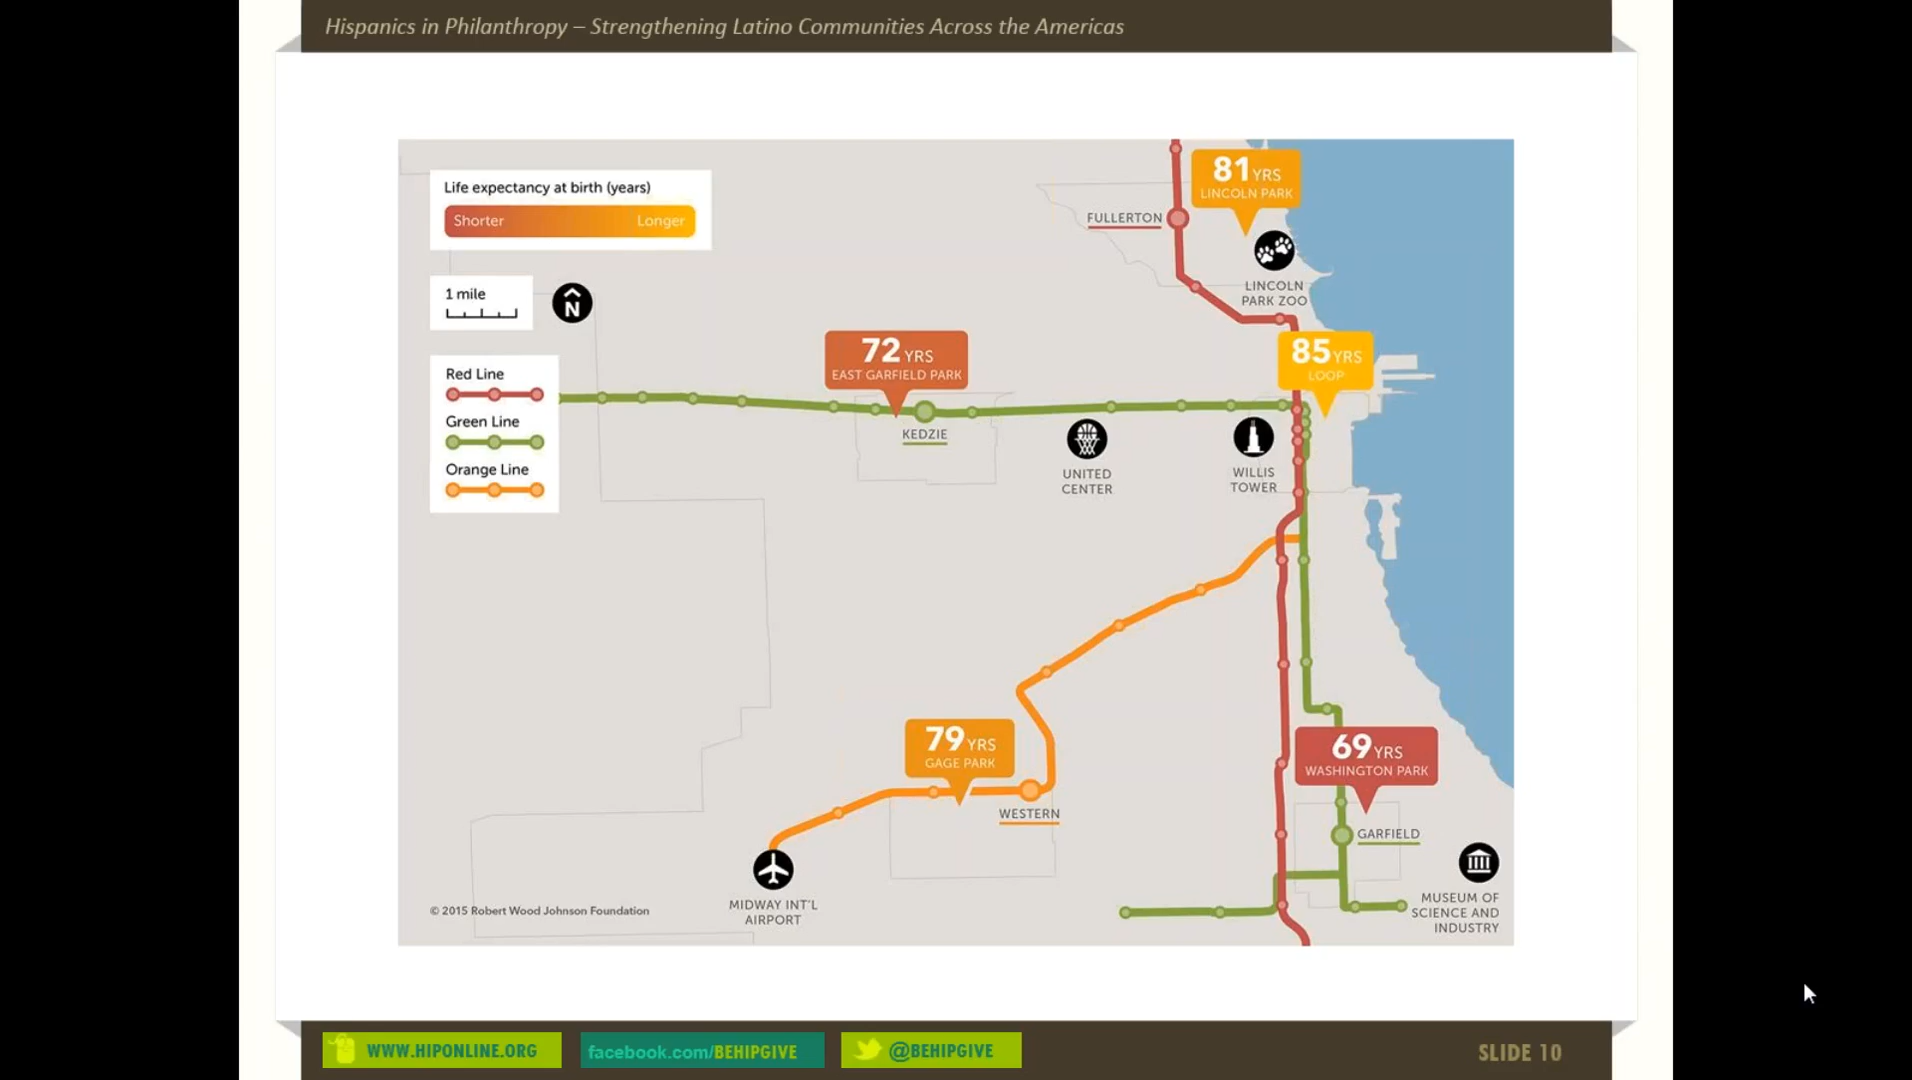 Hispanics in Philanthropy – Strengthening Latino Communities Across the Americas
Life expectancy at birth (years)
Shorter Longer
1 mile
N
Red Line
Green Line
Orange Line
81 YRS
LINCOLN PARK
FULLERTON
LINCOLN
PARK ZOO
72 YRS
EAST GARFIELD PARK
KEDZIE
85 YRS
LOOP
UNITED
CENTER
WILLIS
TOWER
79 YRS
GAGE PARK
WESTERN
69 YRS
WASHINGTON PARK
GARFIELD
MIDWAY INT'L
AIRPORT
MUSEUM OF
SCIENCE AND
INDUSTRY
© 2015 Robert Wood Johnson Foundation
WWW.HIPONLINE.ORG
facebook.com/BEHIPGIVE
@BEHIPGIVE
SLIDE 10